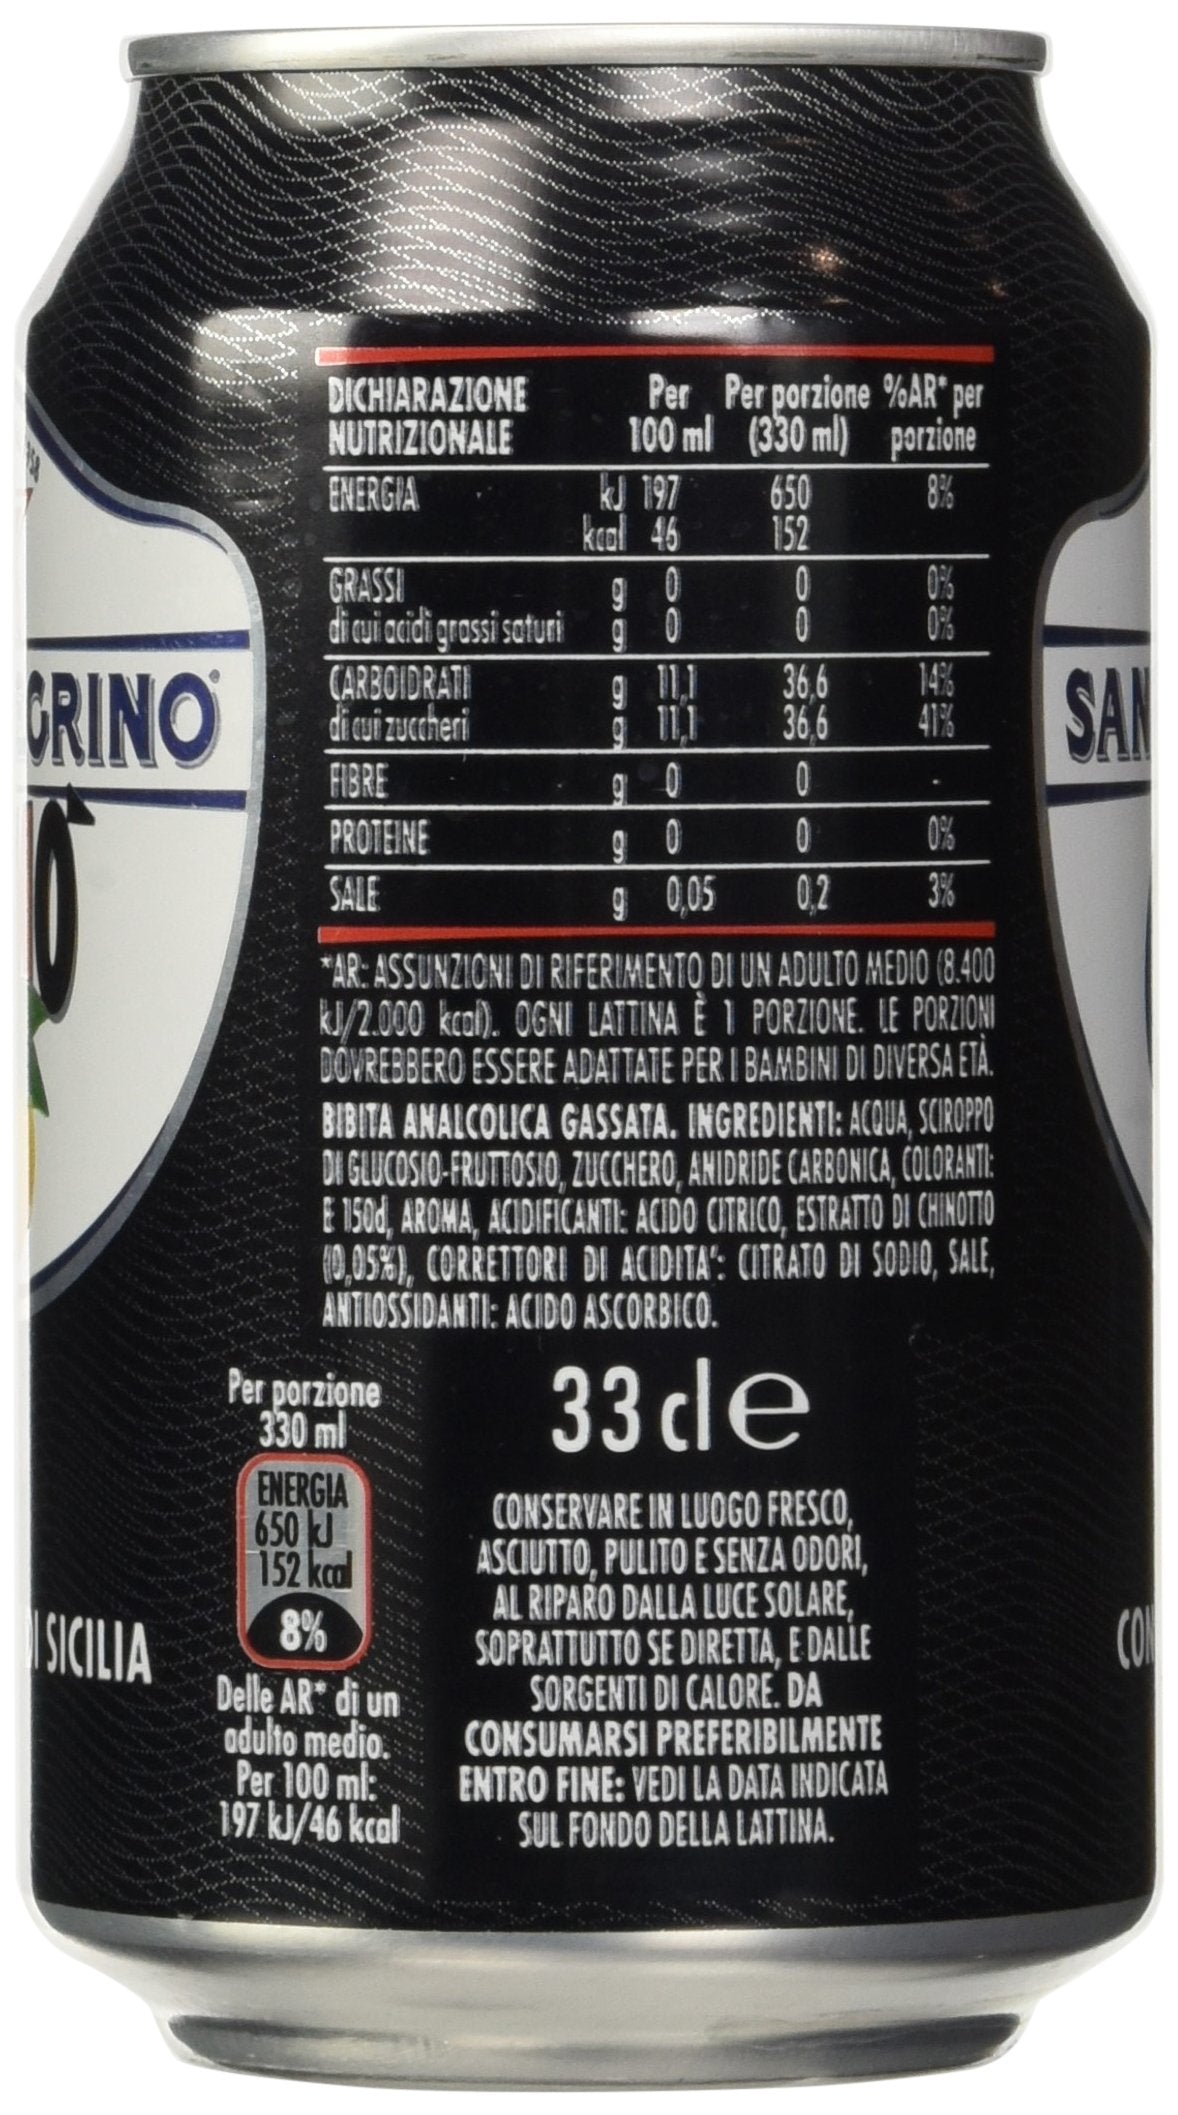 DICHIARAZIONE NUTRIZIONALE Per 100 ml Per porzione (330 ml) %AR* per porzione
ENERGIA kJ 197 650 8%
kcal 46 152
GRASSI g 0 0 0%
di cui acidi grassi saturi g 0 0 0%
CARBOIDRATI g 11,1 36,6 14%
di cui zuccheri g 11,1 36,6 41%
FIBRE g 0 0 -
PROTEINE g 0 0 0%
SALE g 0,05 0,2 3%
*AR: ASSUNZIONI DI RIFERIMENTO DI UN ADULTO MEDIO (8.400
kJ/2.000 kcal). OGNI LATTINA È 1 PORZIONE. LE PORZIONI
DOVREBBERO ESSERE ADATTATE PER I BAMBINI DI DIVERSA ETÀ.
BIBITA ANALCOLICA GASSATA. INGREDIENTI: ACQUA, SCIROPPO
DI GLUCOSIO-FRUTTOSIO, ZUCCHERO, ANIDRIDE CARBONICA, COLORANTI:
E 150d, AROMA, ACIDIFICANTI: ACIDO CITRICO, ESTRATTO DI CHINOTTO
(0,05%), CORRETTORI DI ACIDITA': CITRATO DI SODIO, SALE,
ANTIOSSIDANTI: ACIDO ASCORBICO.
33 cl e
CONSERVARE IN LUOGO FRESCO,
ASCIUTTO, PULITO E SENZA ODORI,
AL RIPARO DALLA LUCE SOLARE,
SOPRATTUTTO SE DIRETTA, E DALLE
SORGENTI DI CALORE. DA
CONSUMARSI PREFERIBILMENTE
ENTRO FINE: VEDI LA DATA INDICATA
SUL FONDO DELLA LATTINA.
Per porzione
330 ml
ENERGIA
650 kJ
152 kcal
8%
Delle AR* di un
adulto medio.
Per 100 ml:
197 kJ/46 kcal
GRINO
DI SICILIA
SAN
CON